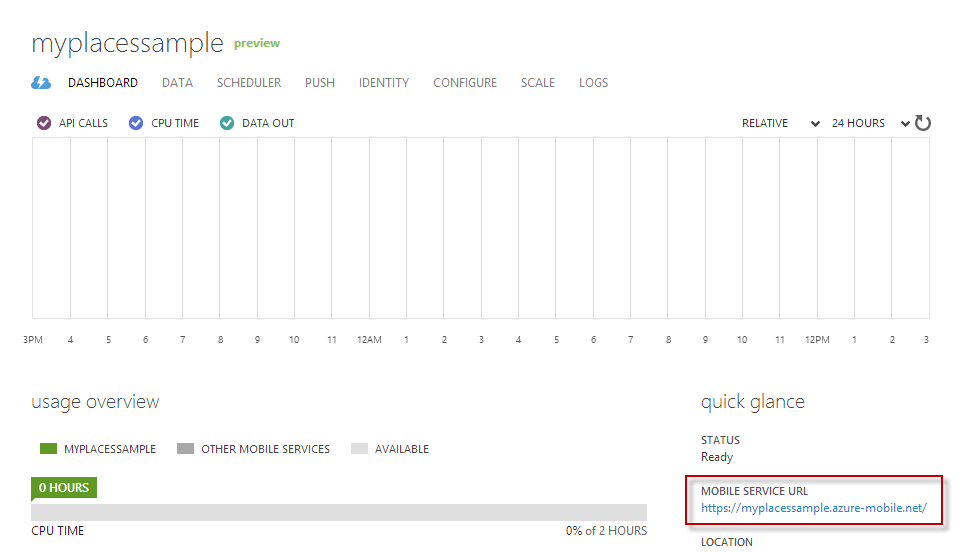 myplacessample preview
DASHBOARD DATA SCHEDULER PUSH IDENTITY CONFIGURE SCALE LOGS
API CALLS CPU TIME DATA OUT RELATIVE 24 HOURS
3PM 4 5 6 7 8 9 10 11 12AM 1 2 3 4 5 6 7 8 9 10 11 12PM 1 2 3
usage overview
MYPLACESSAMPLE OTHER MOBILE SERVICES AVAILABLE
0 HOURS
CPU TIME 0% of 2 HOURS
quick glance
STATUS
Ready
MOBILE SERVICE URL
https://myplacessample.azure-mobile.net/
LOCATION